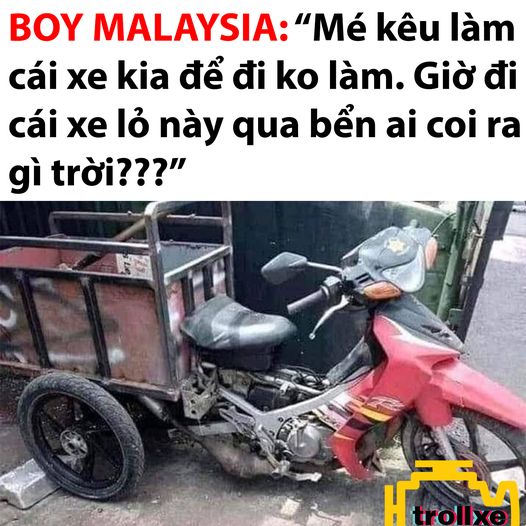 BOY MALAYSIA: “Mé kêu làm
cái xe kia để đi ko làm. Giờ đi
cái xe lỏ này qua bển ai coi ra
gì trời???”
trollxe